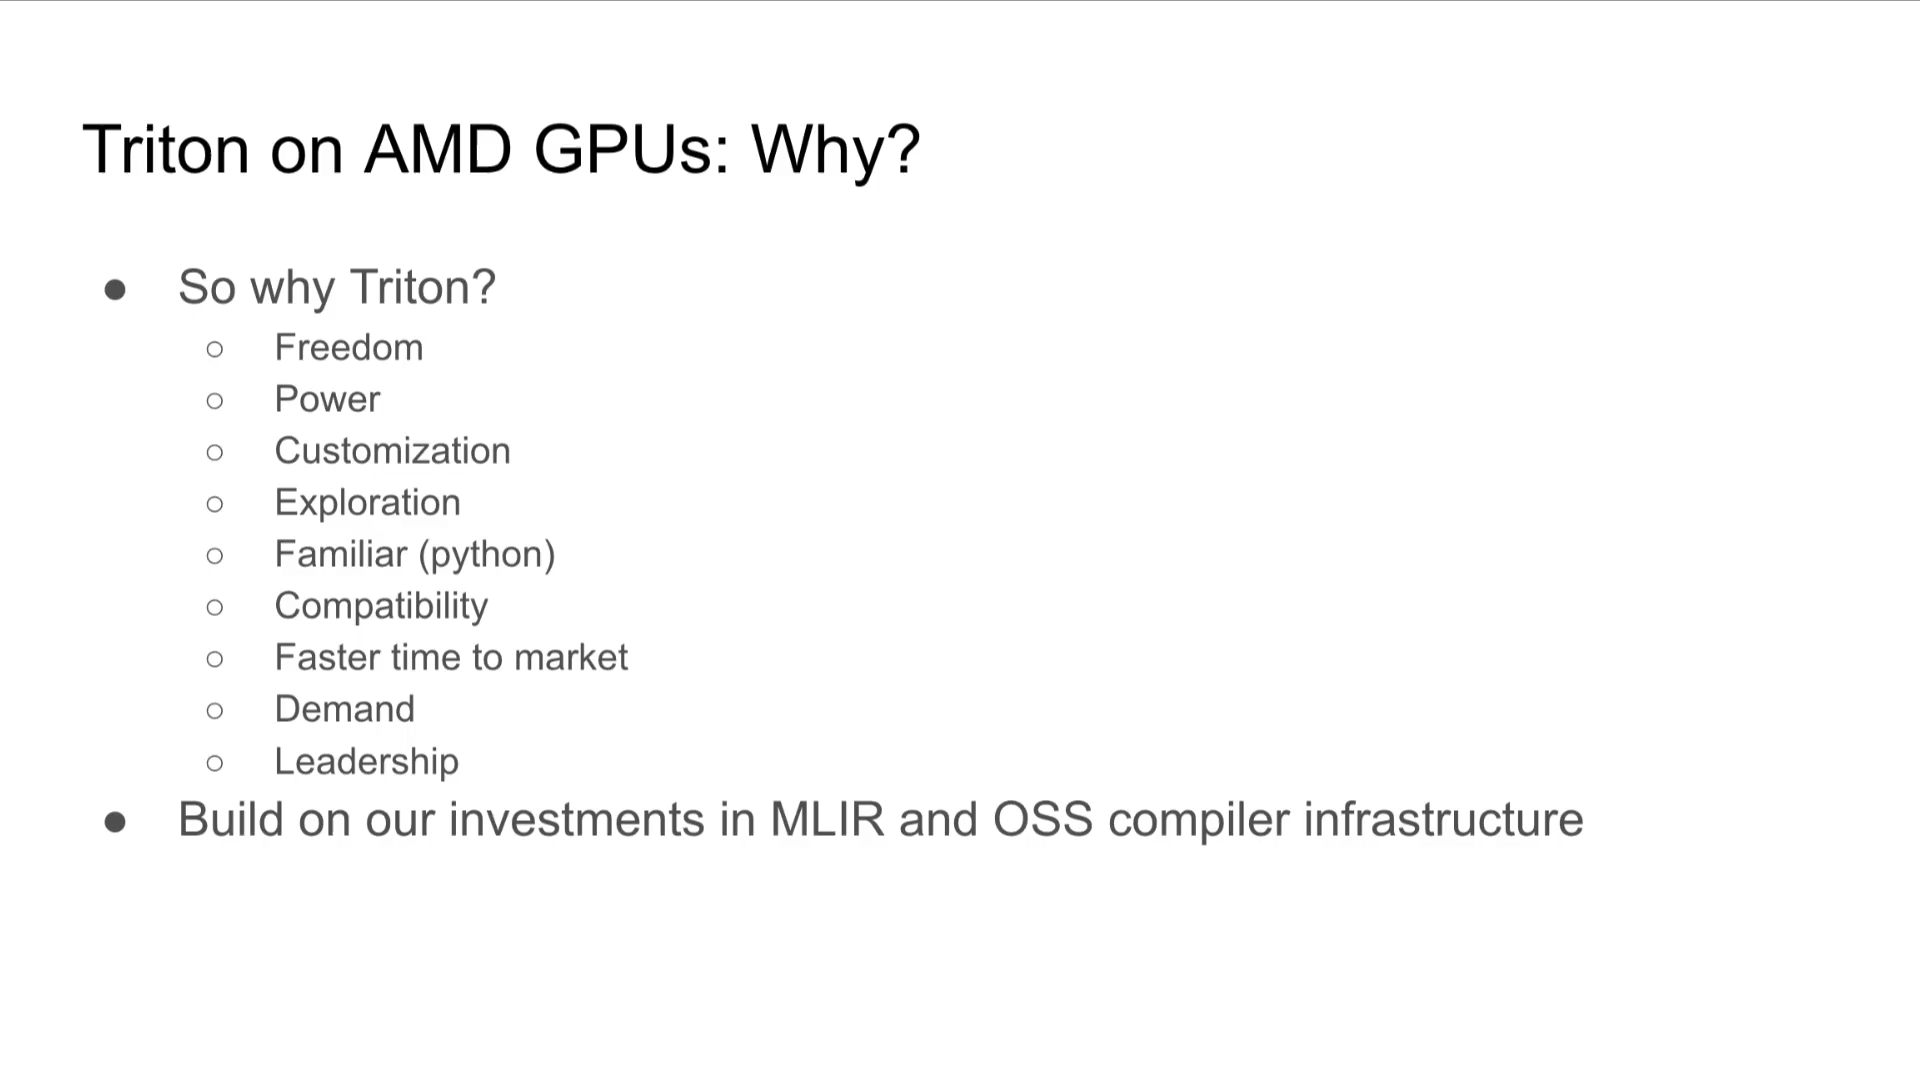 Triton on AMD GPUs: Why?
● So why Triton?
○ Freedom
○ Power
○ Customization
○ Exploration
○ Familiar (python)
○ Compatibility
○ Faster time to market
○ Demand
○ Leadership
● Build on our investments in MLIR and OSS compiler infrastructure